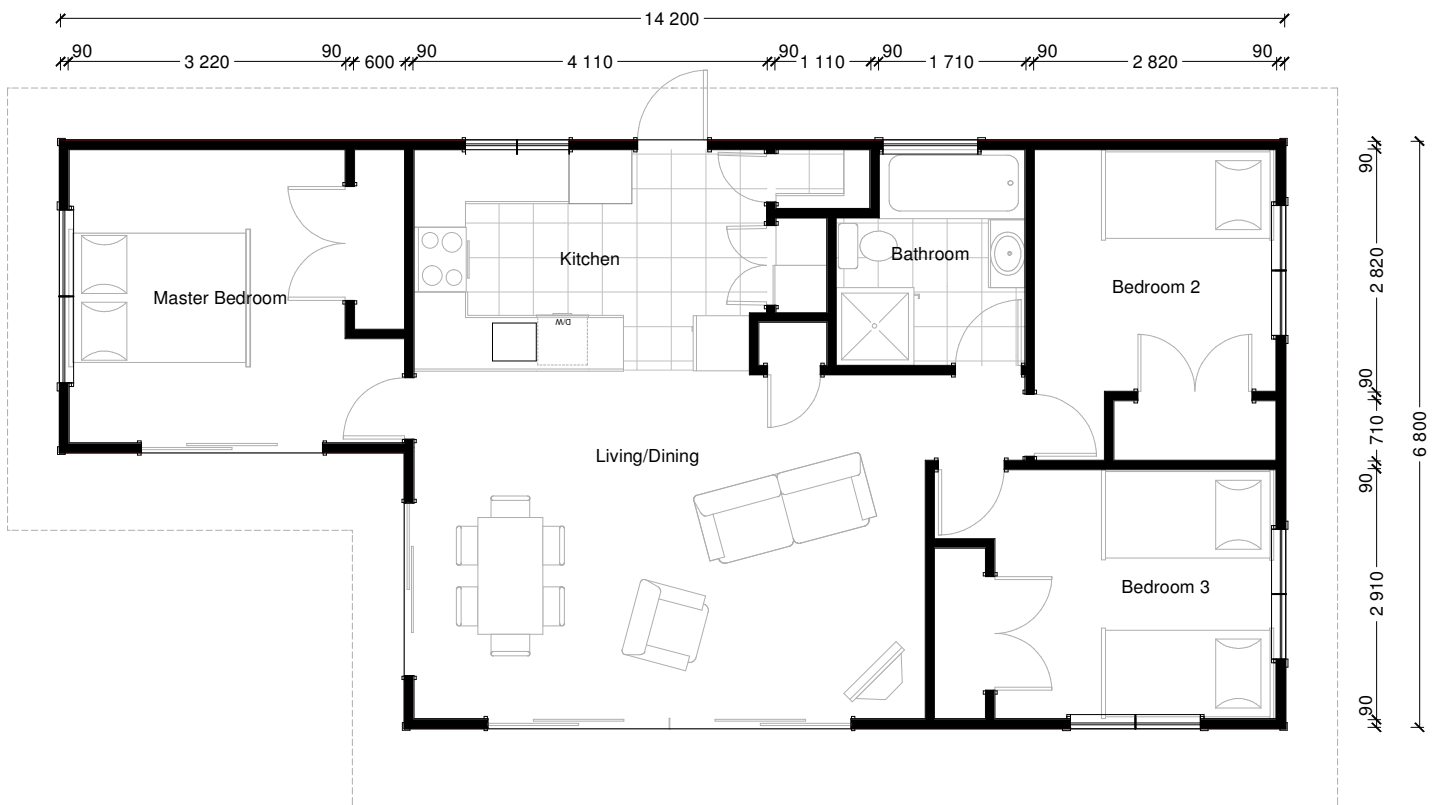 14 200
90 90 90 90 90 90 90
3 220 600 4 110 1 110 1 710 2 820
90
Kitchen
Bathroom
2 820
Bedroom 2
Master Bedroom
D/W
90
710
6 800
Living/Dining
90
Bedroom 3
2 910
90